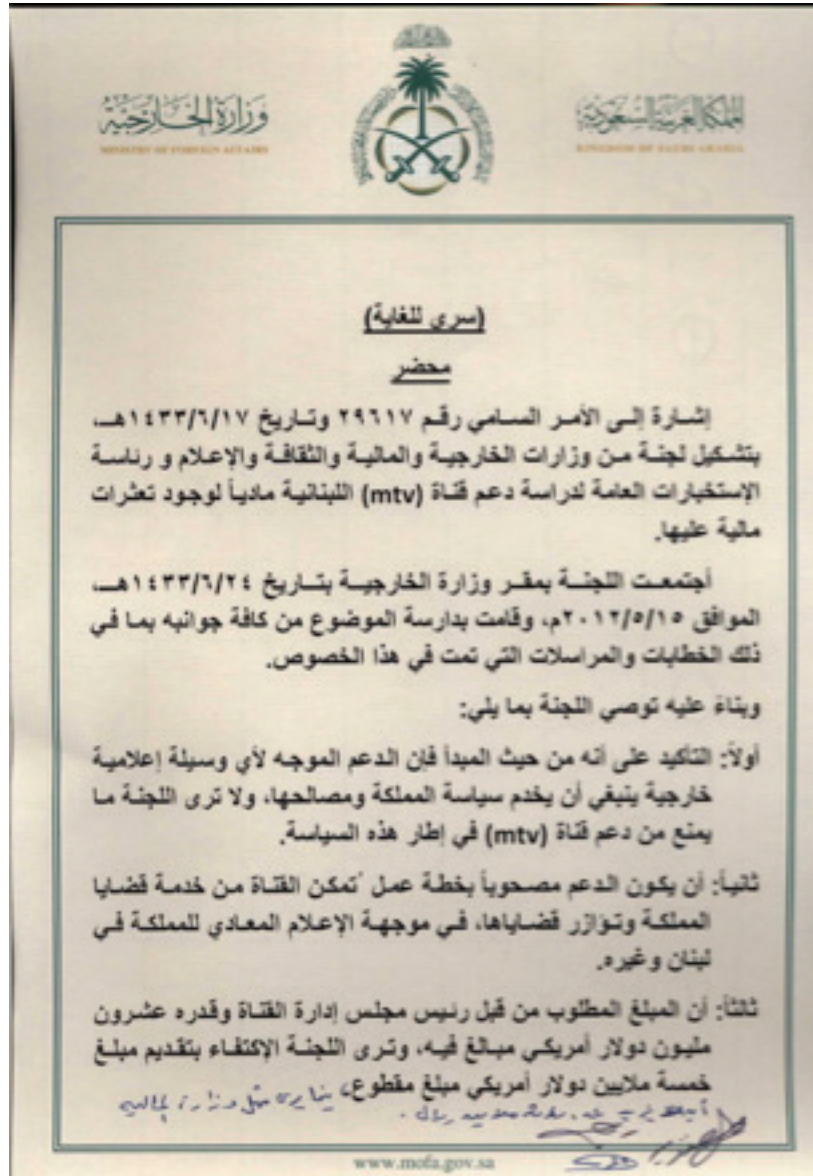 المملكة العربية السعودية
KINGDOM OF SAUDI ARABIA
وزارة الخارجية
MINISTRY OF FOREIGN AFFAIRS
(سري للغاية)
محضر
إشارة إلى الأمر السامي رقم ٢٩٦١٧ وتاريخ ١٤٣٣/٦/١٧هـ،
بتشكيل لجنة من وزارات الخارجية والمالية والثقافة والإعلام و رئاسة
الإستخبارات العامة لدراسة دعم قناة (mtv) اللبنانية مادياً لوجود تعثرات
مالية عليها.
أجتمعت اللجنة بمقر وزارة الخارجية بتاريخ ١٤٣٣/٦/٢٤هـ،
الموافق ٢٠١٢/٥/١٥م، وقامت بدارسة الموضوع من كافة جوانبه بما في
ذلك الخطابات والمراسلات التي تمت في هذا الخصوص.
وبناءً عليه توصي اللجنة بما يلي:
أولاً: التأكيد على أنه من حيث المبدأ فإن الدعم الموجه لأي وسيلة إعلامية
خارجية ينبغي أن يخدم سياسة المملكة ومصالحها، ولا ترى اللجنة ما
يمنع من دعم قناة (mtv) في إطار هذه السياسة.
ثانياً: أن يكون الدعم مصحوباً بخطة عمل ُتمكن القناة من خدمة قضايا
المملكة وتؤازر قضاياها، في موجهة الإعلام المعادي للمملكة في
لبنان وغيره.
ثالثاً: أن المبلغ المطلوب من قبل رئيس مجلس إدارة القناة وقدره عشرون
مليون دولار أمريكي مبالغ فيه، وترى اللجنة الإكتفاء بتقديم مبلغ
خمسة ملايين دولار أمريكي مبلغ مقطوع، وزارة المالية
www.mofa.gov.sa